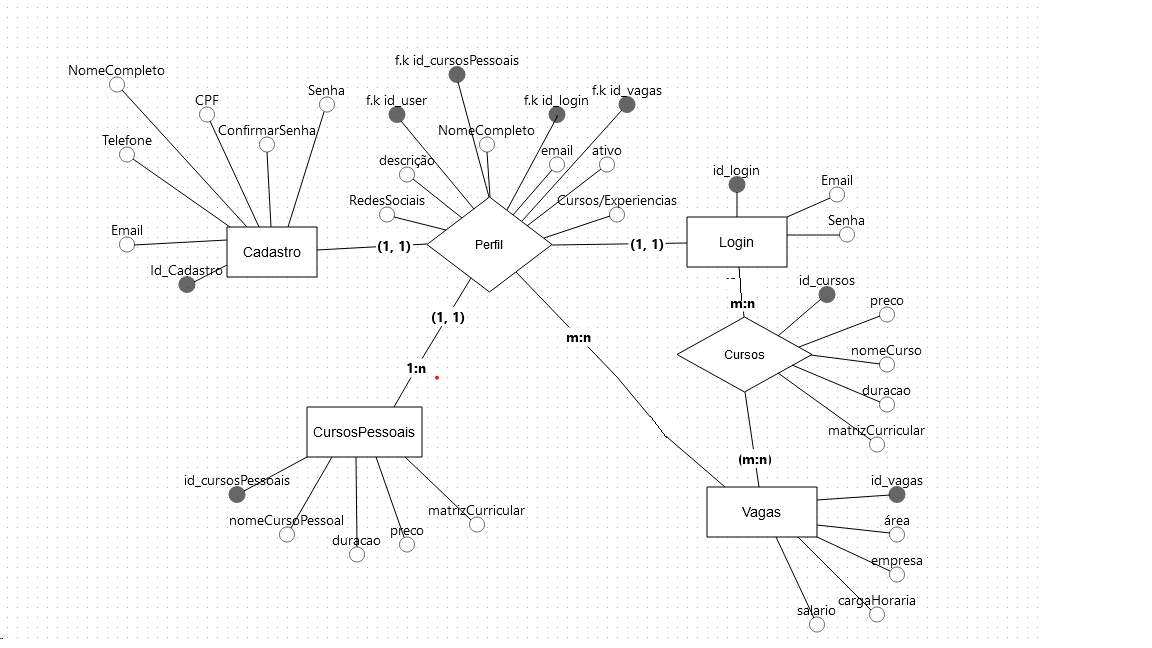 f.k id_cursosPessoais
NomeCompleto
Senha
f.k id_vagas
CPF
f.k id_user
f.k id_login
ConfirmarSenha
NomeCompleto
Telefone
descrição
email
ativo
id_login
Email
RedesSociais
Cursos/Experiencias
Senha
Email
Cadastro
(1, 1)
Perfil
(1, 1)
Login
Id_Cadastro
id_cursos
m:n
preco
(1, 1)
m:n
Cursos
nomeCurso
1:n
duracao
CursosPessoais
matrizCurricular
(m:n)
id_cursosPessoais
id_vagas
nomeCursoPessoal
matrizCurricular
Vagas
área
duracao
preco
empresa
salario
cargaHoraria